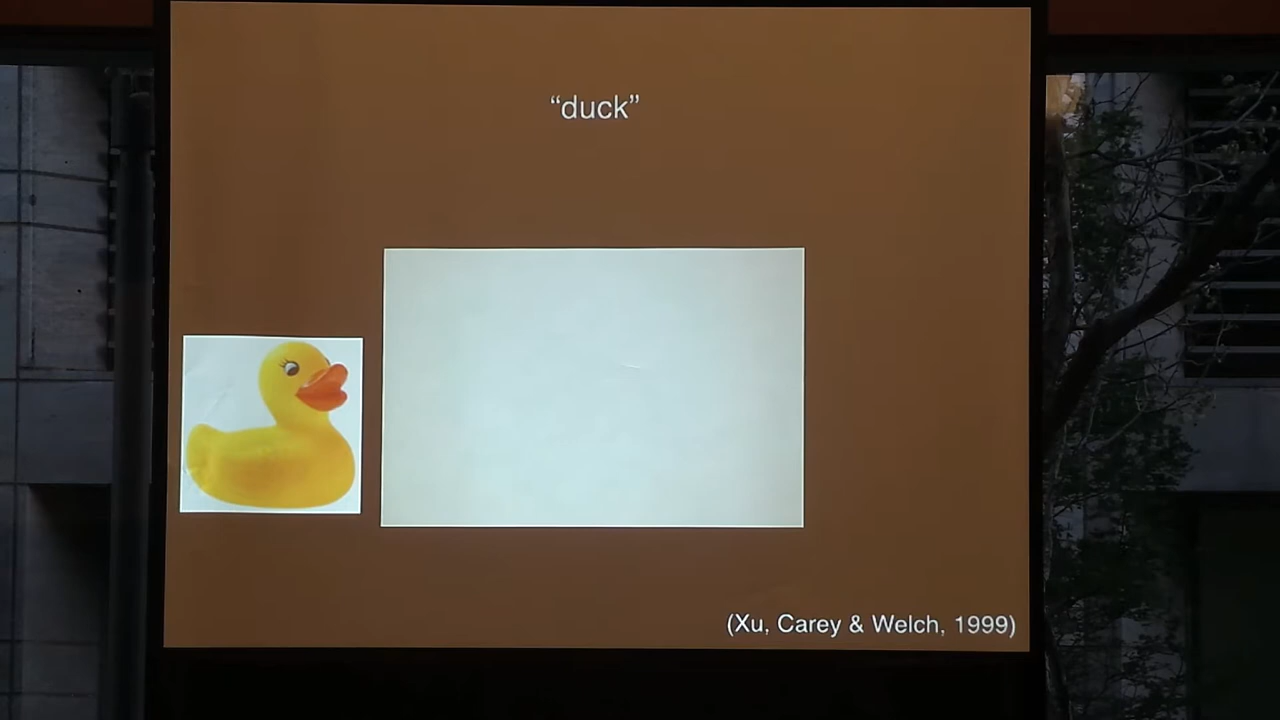 “duck”
(Xu, Carey & Welch, 1999)